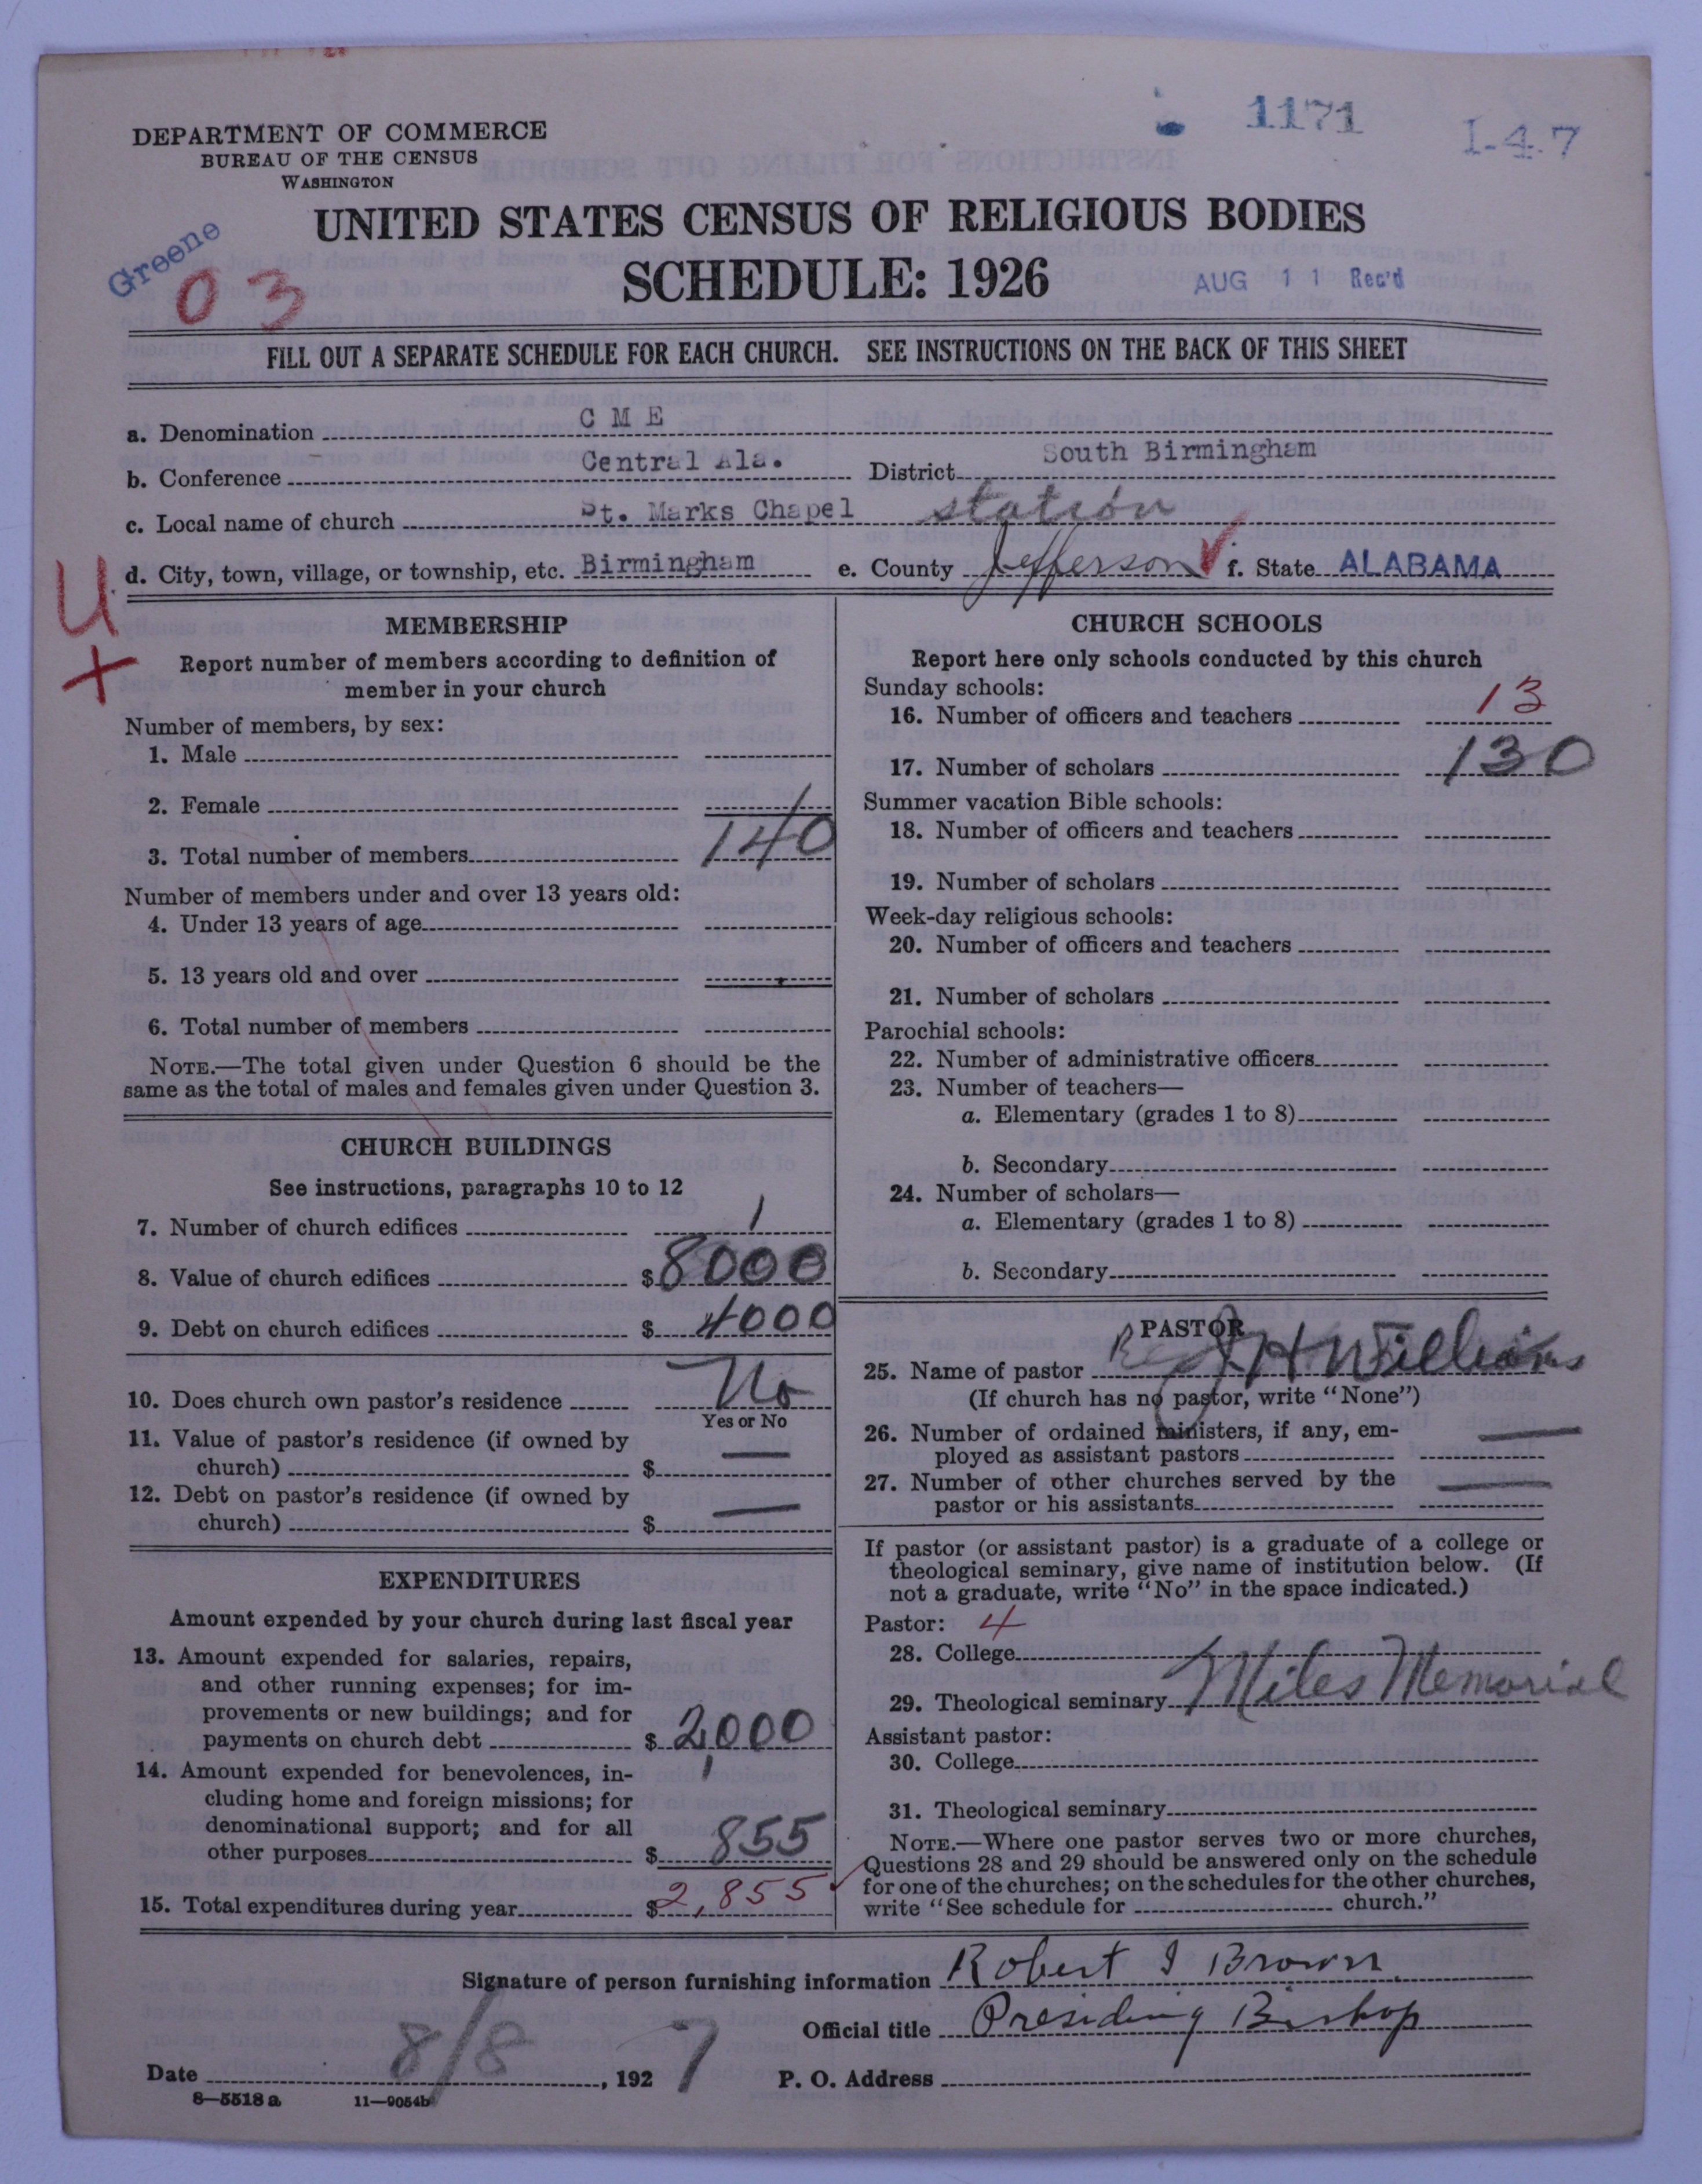 1171
1-4-7
DEPARTMENT OF COMMERCE
BUREAU OF THE CENSUS
WASHINGTON
UNITED STATES CENSUS OF RELIGIOUS BODIES
Greene
03
SCHEDULE: 1926
AUG 11 Rec'd
FILL OUT A SEPARATE SCHEDULE FOR EACH CHURCH. SEE INSTRUCTIONS ON THE BACK OF THIS SHEET
a. Denomination C M E
b. Conference Central Ala. District South Birmingham
c. Local name of church St. Marks Chapel station
d. City, town, village, or township, etc. Birmingham e. County Jefferson f. State ALABAMA
U
+
MEMBERSHIP
Report number of members according to definition of
member in your church
Number of members, by sex:
1. Male
2. Female
3. Total number of members 140
Number of members under and over 13 years old:
4. Under 13 years of age
5. 13 years old and over
6. Total number of members
NOTE.—The total given under Question 6 should be the
same as the total of males and females given under Question 3.
CHURCH BUILDINGS
See instructions, paragraphs 10 to 12
7. Number of church edifices 1
8. Value of church edifices $8000
9. Debt on church edifices $4000
10. Does church own pastor's residence No
Yes or No
11. Value of pastor's residence (if owned by
church) $ —
12. Debt on pastor's residence (if owned by
church) $ —
EXPENDITURES
Amount expended by your church during last fiscal year
13. Amount expended for salaries, repairs,
and other running expenses; for im-
provements or new buildings; and for
payments on church debt $2,000
14. Amount expended for benevolences, in-
cluding home and foreign missions; for
denominational support; and for all
other purposes $855
15. Total expenditures during year $2,855
CHURCH SCHOOLS
Report here only schools conducted by this church
Sunday schools:
16. Number of officers and teachers 13
17. Number of scholars 130
Summer vacation Bible schools:
18. Number of officers and teachers
19. Number of scholars
Week-day religious schools:
20. Number of officers and teachers
21. Number of scholars
Parochial schools:
22. Number of administrative officers
23. Number of teachers—
a. Elementary (grades 1 to 8)
b. Secondary
24. Number of scholars—
a. Elementary (grades 1 to 8)
b. Secondary
PASTOR
25. Name of pastor Rev J. H Williams
(If church has no pastor, write "None")
26. Number of ordained ministers, if any, em-
ployed as assistant pastors —
27. Number of other churches served by the
pastor or his assistants —
If pastor (or assistant pastor) is a graduate of a college or
theological seminary, give name of institution below. (If
not a graduate, write "No" in the space indicated.)
Pastor: 4
28. College
29. Theological seminary Miles Memorial
Assistant pastor:
30. College
31. Theological seminary
NOTE.—Where one pastor serves two or more churches,
Questions 28 and 29 should be answered only on the schedule
for one of the churches; on the schedules for the other churches,
write "See schedule for church."
Signature of person furnishing information Robert I Brown
Official title Presiding Bishop
Date 8/8, 1927 P. O. Address
8—5518 a 11—9054b